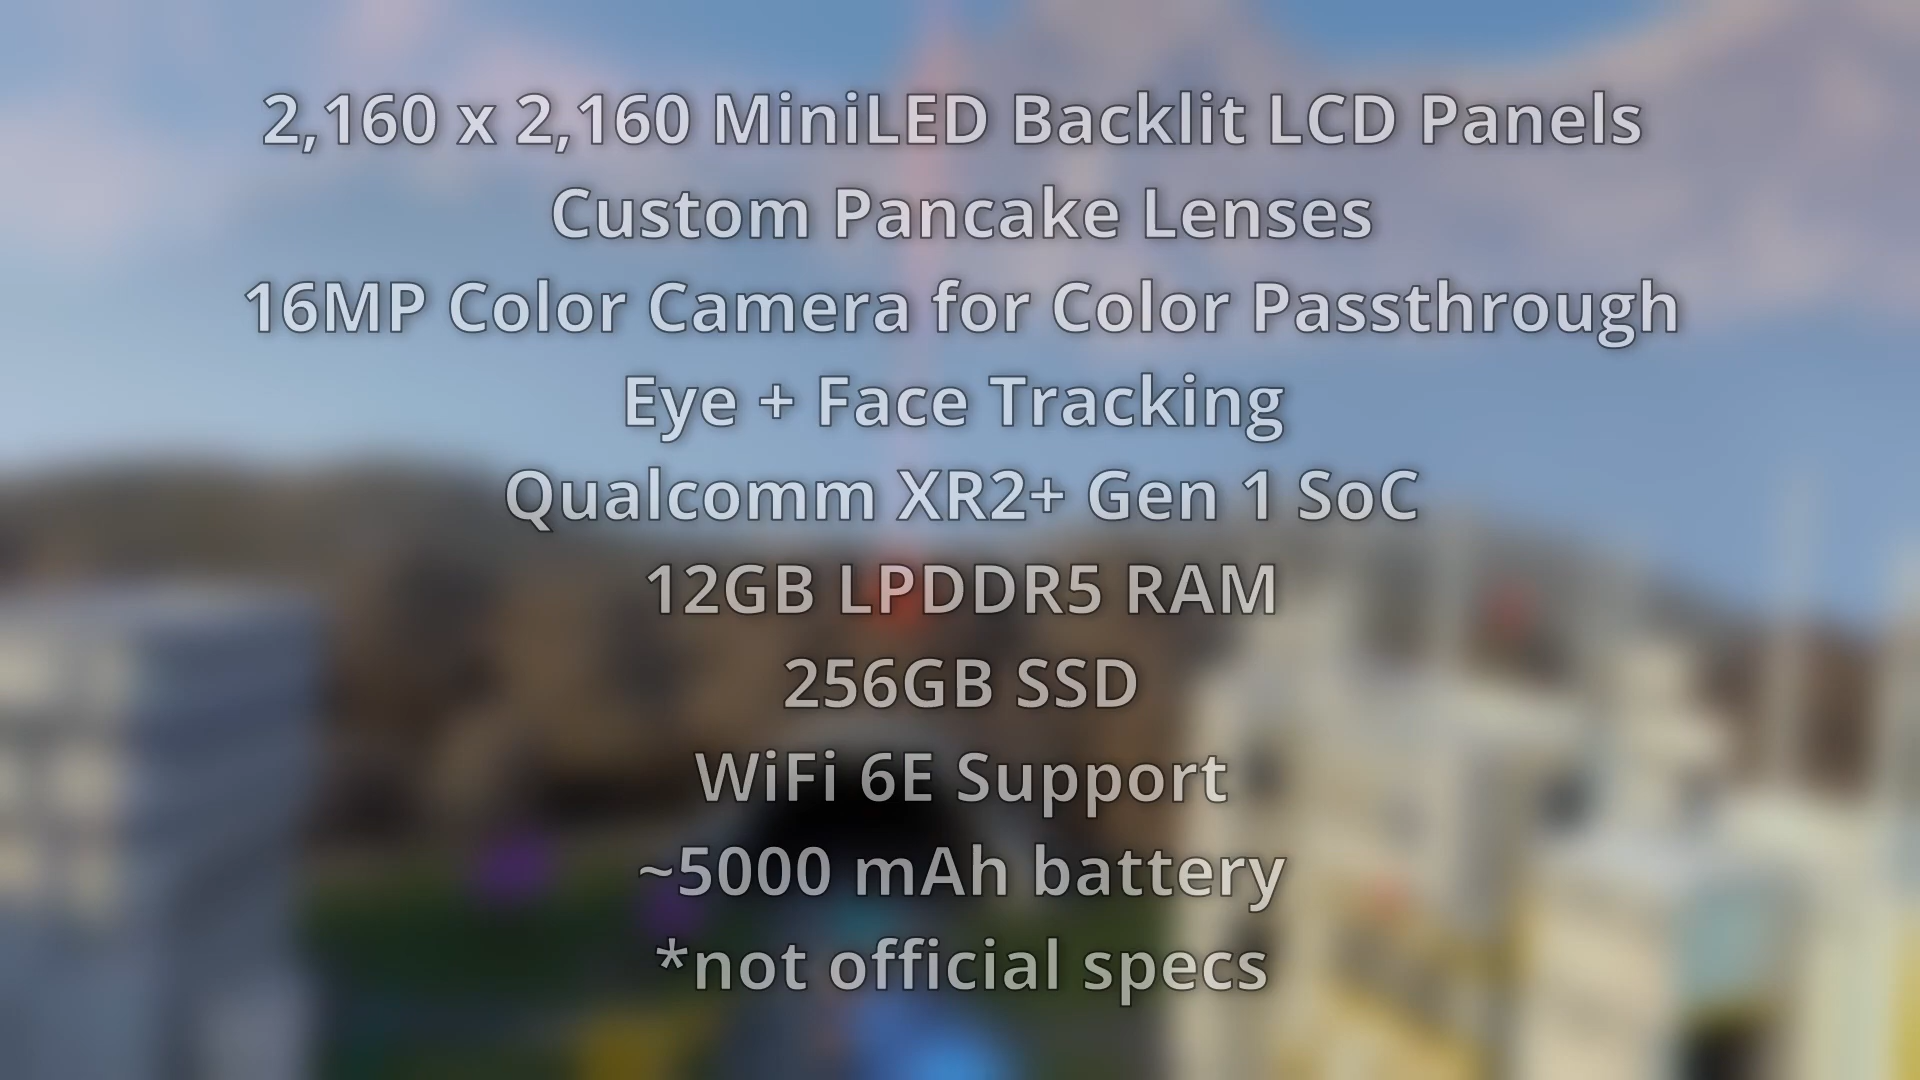 2,160 x 2,160 MiniLED Backlit LCD Panels
Custom Pancake Lenses
16MP Color Camera for Color Passthrough
Eye + Face Tracking
Qualcomm XR2+ Gen 1 SoC
12GB LPDDR5 RAM
256GB SSD
WiFi 6E Support
~5000 mAh battery
*not official specs